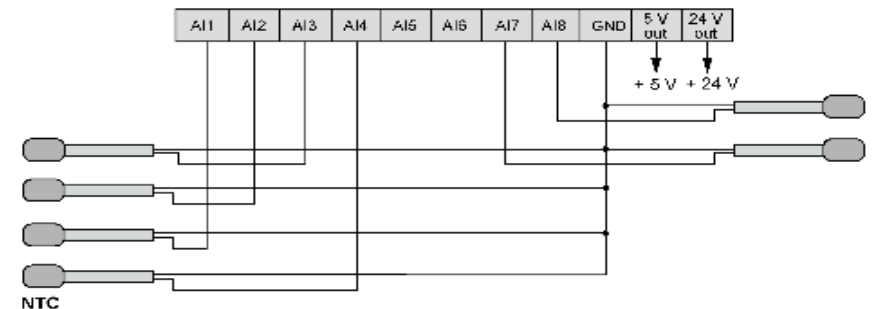 AI1 AI2 AI3 AI4 AI5 AI6 AI7 AI8 GND 5 V out 24 V out
+ 5 V + 24 V
NTC